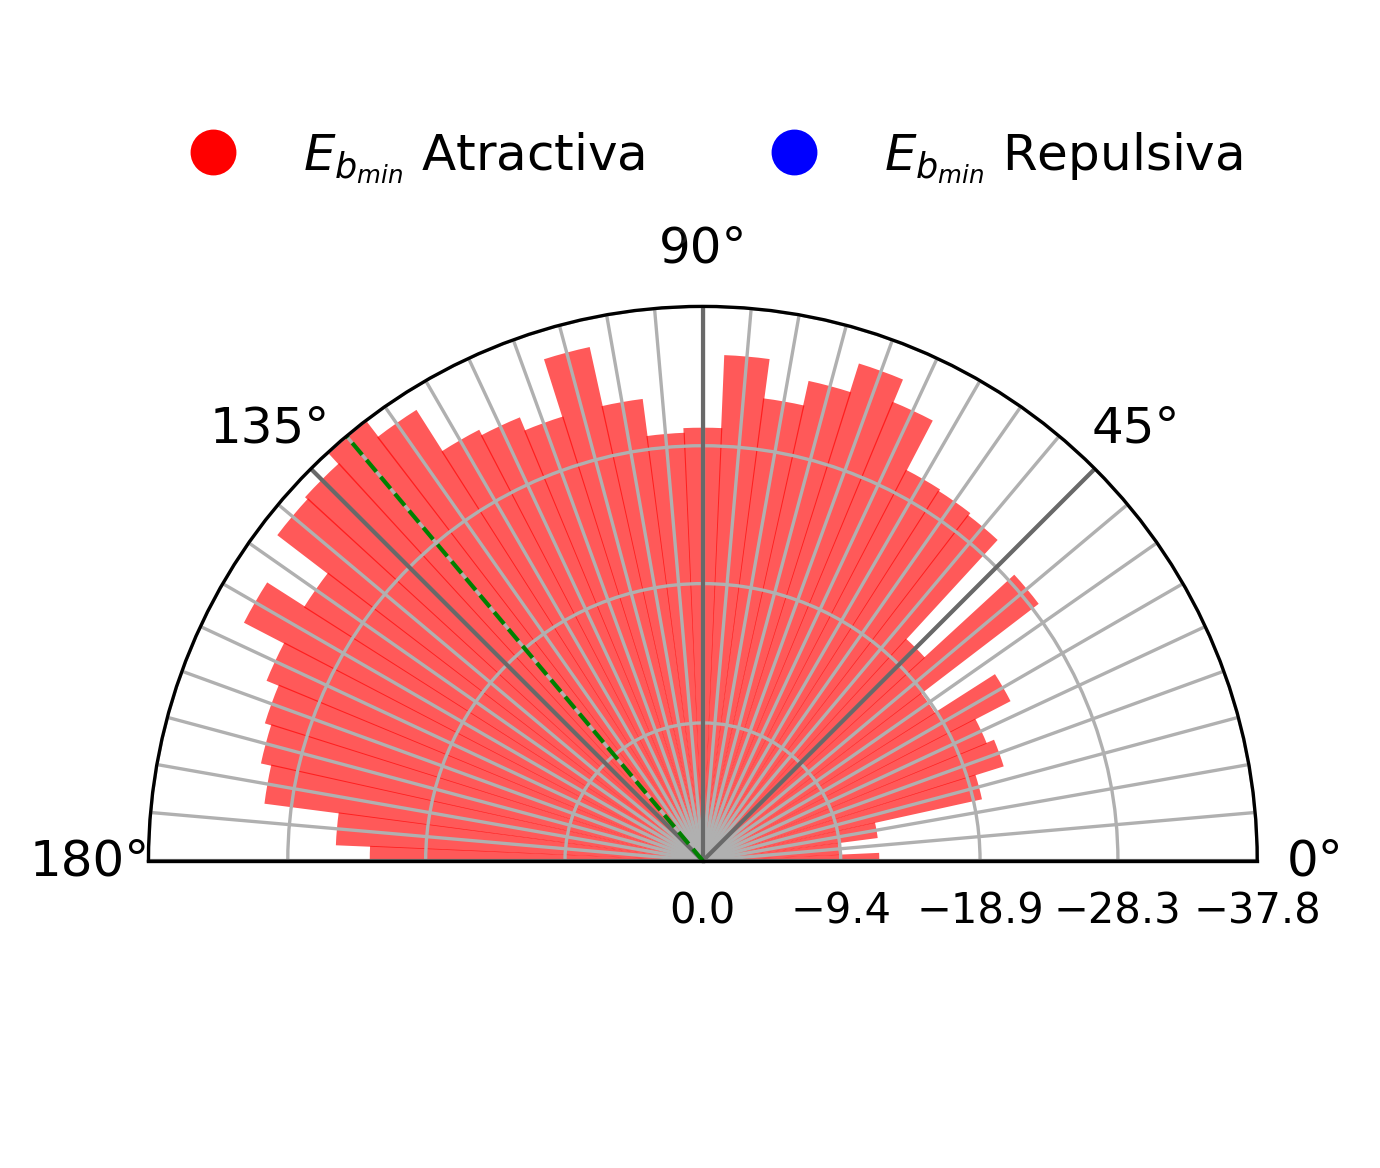 E_{b_{min}} Atractiva E_{b_{min}} Repulsiva
90°
135° 45°
180° 0°
0.0 −9.4 −18.9 −28.3 −37.8